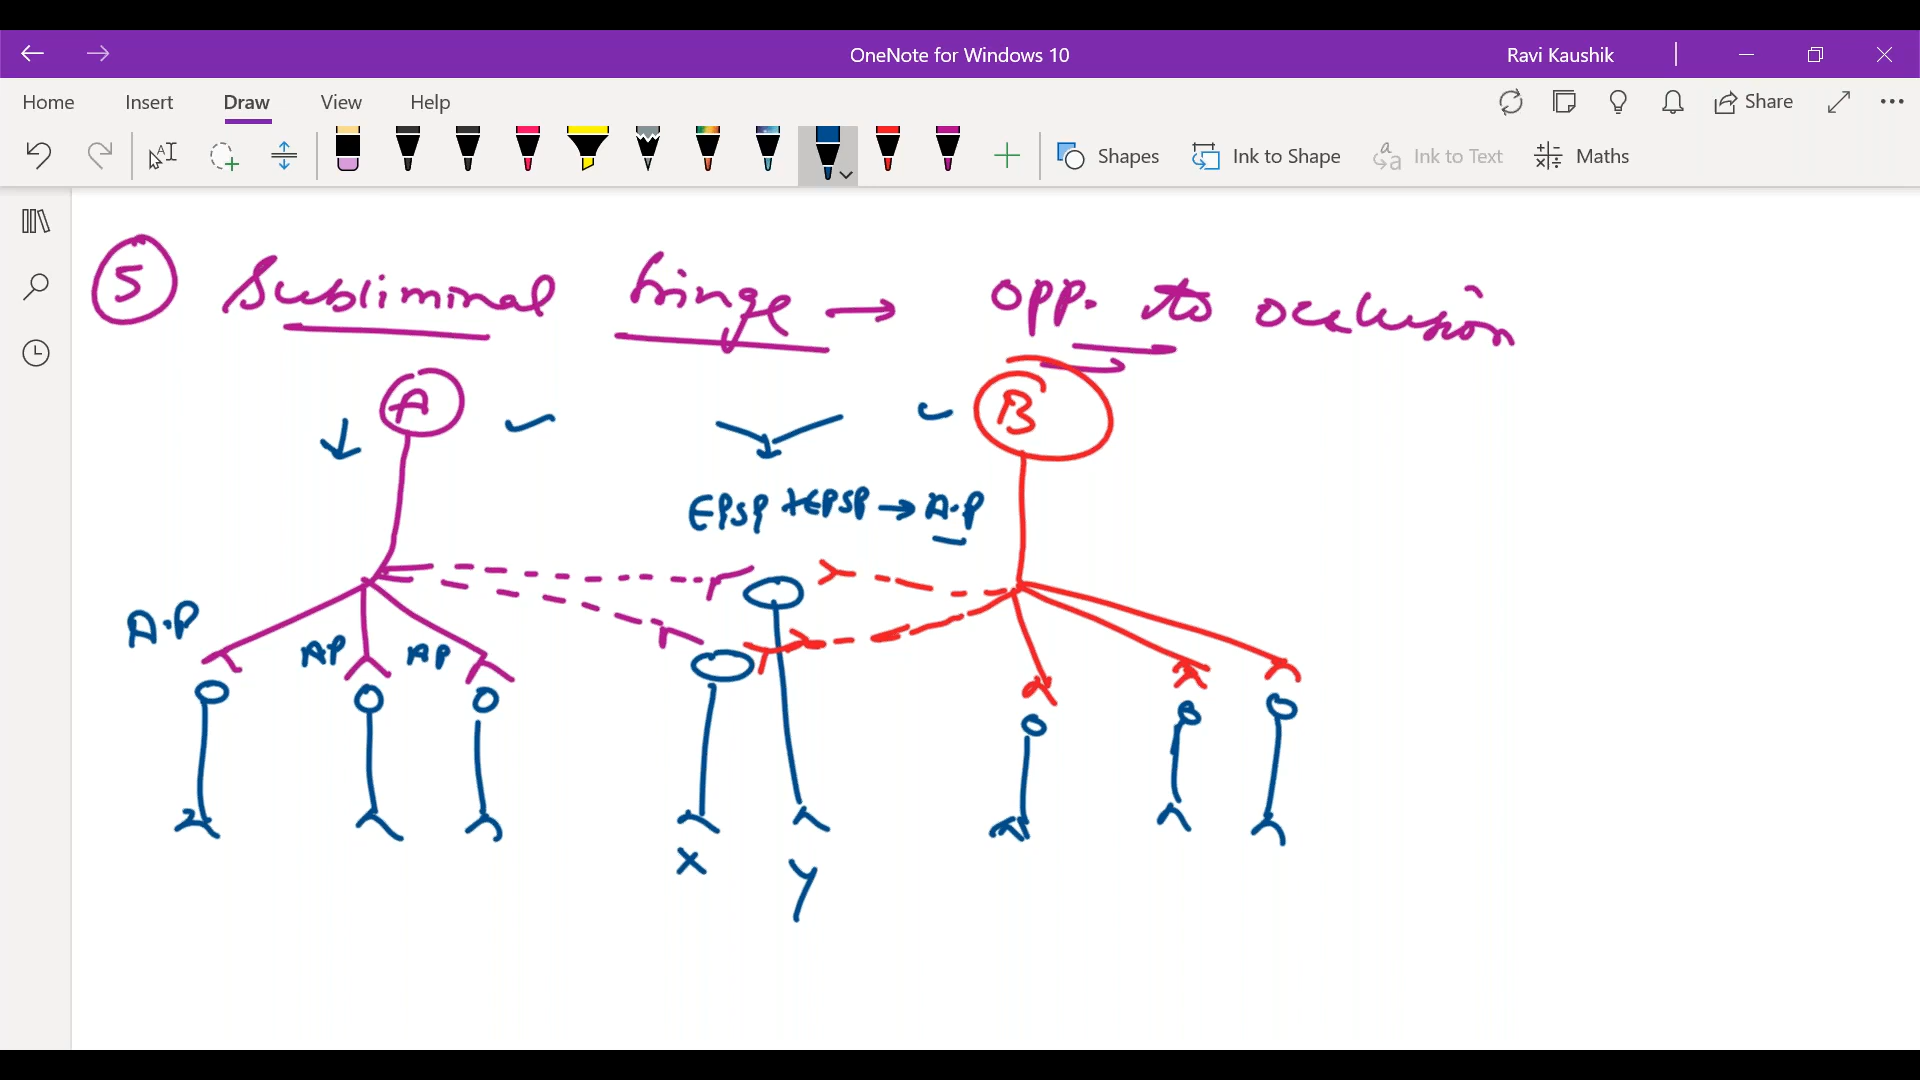 OneNote for Windows 10
Ravi Kaushik
Home Insert Draw View Help
Share
Shapes Ink to Shape Ink to Text Maths
5 Subliminal fringe → opp. to occlusion
A B
EPSP + EPSP → A.P
A.P AP AP
X y